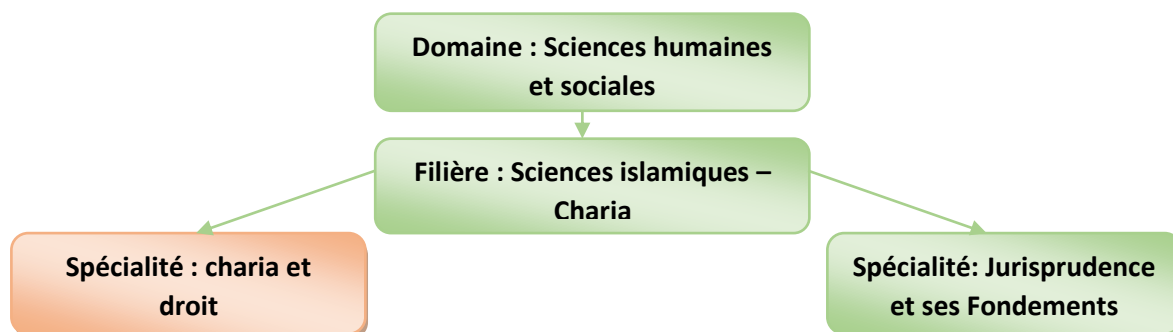 Domaine : Sciences humaines
et sociales
Filière : Sciences islamiques –
Charia
Spécialité : charia et
droit
Spécialité: Jurisprudence
et ses Fondements